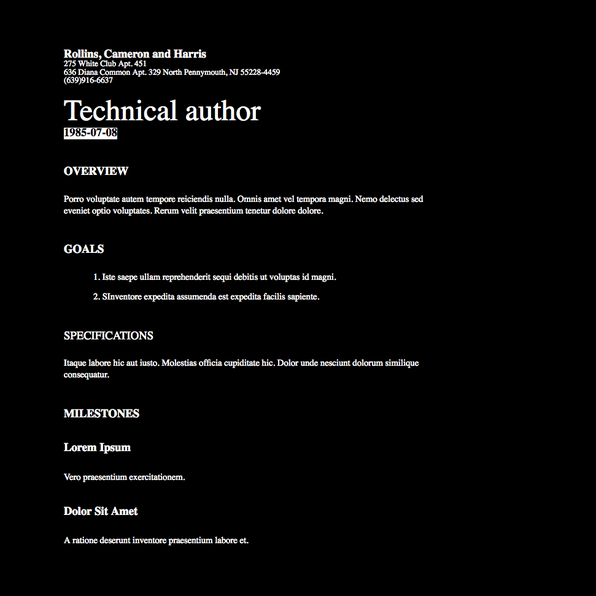 Rollins, Cameron and Harris
275 White Club Apt. 451
636 Diana Common Apt. 329 North Pennymouth, NJ 55228-4459
(639)916-6637
Technical author
1985-07-08
OVERVIEW
Porro voluptate autem tempore reiciendis nulla. Omnis amet vel tempora magni. Nemo delectus sed
eveniet optio voluptates. Rerum velit praesentium tenetur dolore dolore.
GOALS
1. Iste saepe ullam reprehenderit sequi debitis ut voluptas id magni.
2. SInventore expedita assumenda est expedita facilis sapiente.
SPECIFICATIONS
Itaque labore hic aut iusto. Molestias officia cupiditate hic. Dolor unde nesciunt dolorum similique
consequatur.
MILESTONES
Lorem Ipsum
Vero praesentium exercitationem.
Dolor Sit Amet
A ratione deserunt inventore praesentium labore et.